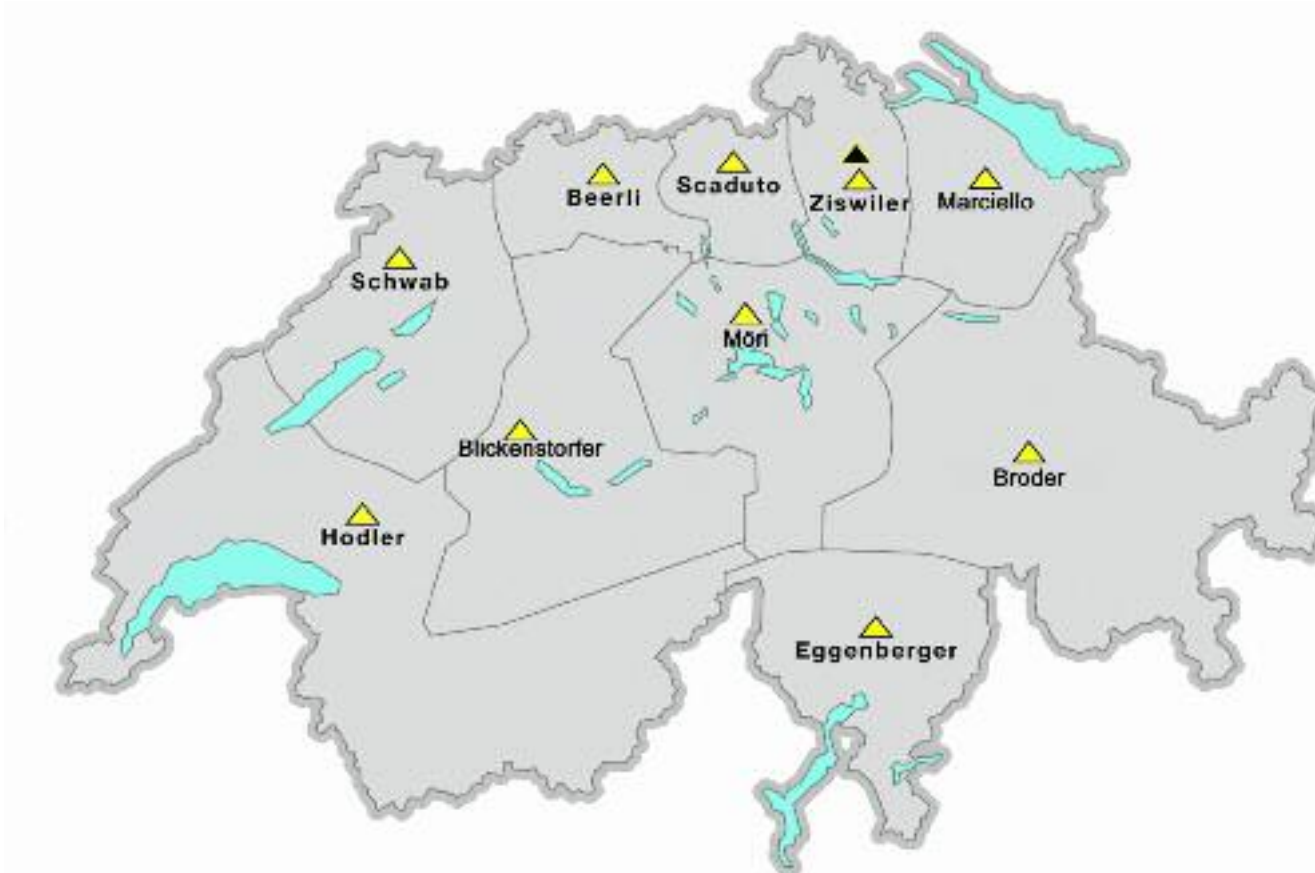 Beerli
Scaduto
Ziswiler
Marciello
Schwab
Möri
Blickenstorfer
Broder
Hodler
Eggenberger